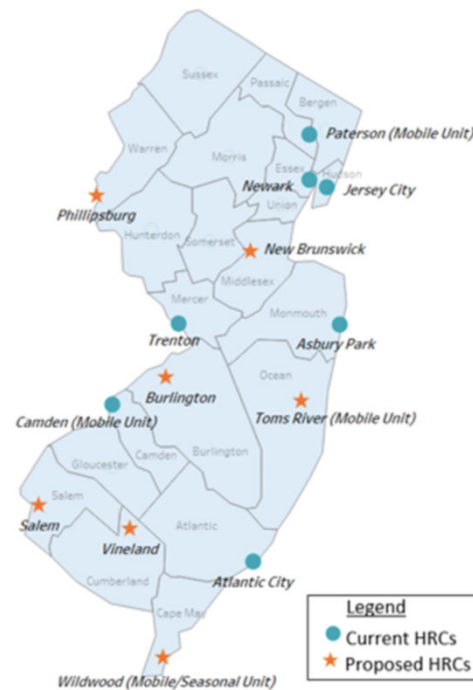 Sussex
Passaic
Bergen
Paterson (Mobile Unit)
Warren
Morris
Essex
Hudson
Newark
Jersey City
Union
Phillipsburg
Hunterdon
Somerset
New Brunswick
Middlesex
Mercer
Monmouth
Trenton
Asbury Park
Ocean
Burlington
Toms River (Mobile Unit)
Camden (Mobile Unit)
Camden
Burlington
Gloucester
Salem
Salem
Vineland
Atlantic
Cumberland
Atlantic City
Cape May
Wildwood (Mobile/Seasonal Unit)
Legend
Current HRCs
Proposed HRCs